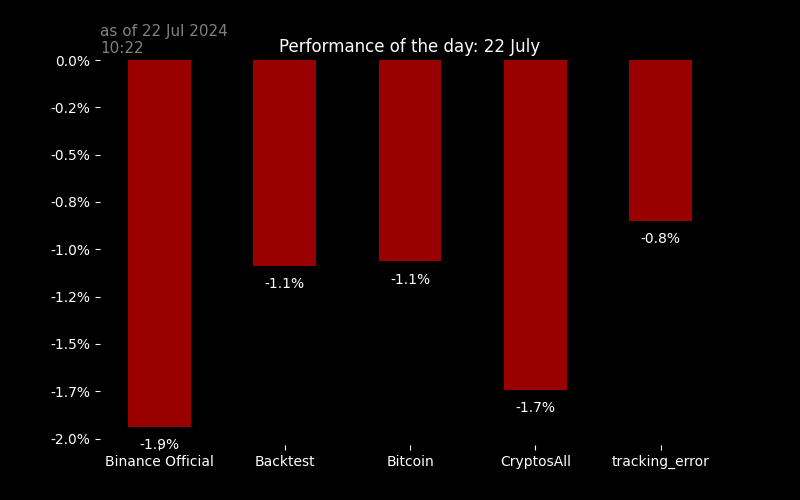 as of 22 Jul 2024
10:22
Performance of the day: 22 July
0.0%
-0.2%
-0.5%
-0.8%
-1.0%
-1.2%
-1.5%
-1.7%
-2.0%
-1.9%
-1.1%
-1.1%
-1.7%
-0.8%
Binance Official
Backtest
Bitcoin
CryptosAll
tracking_error